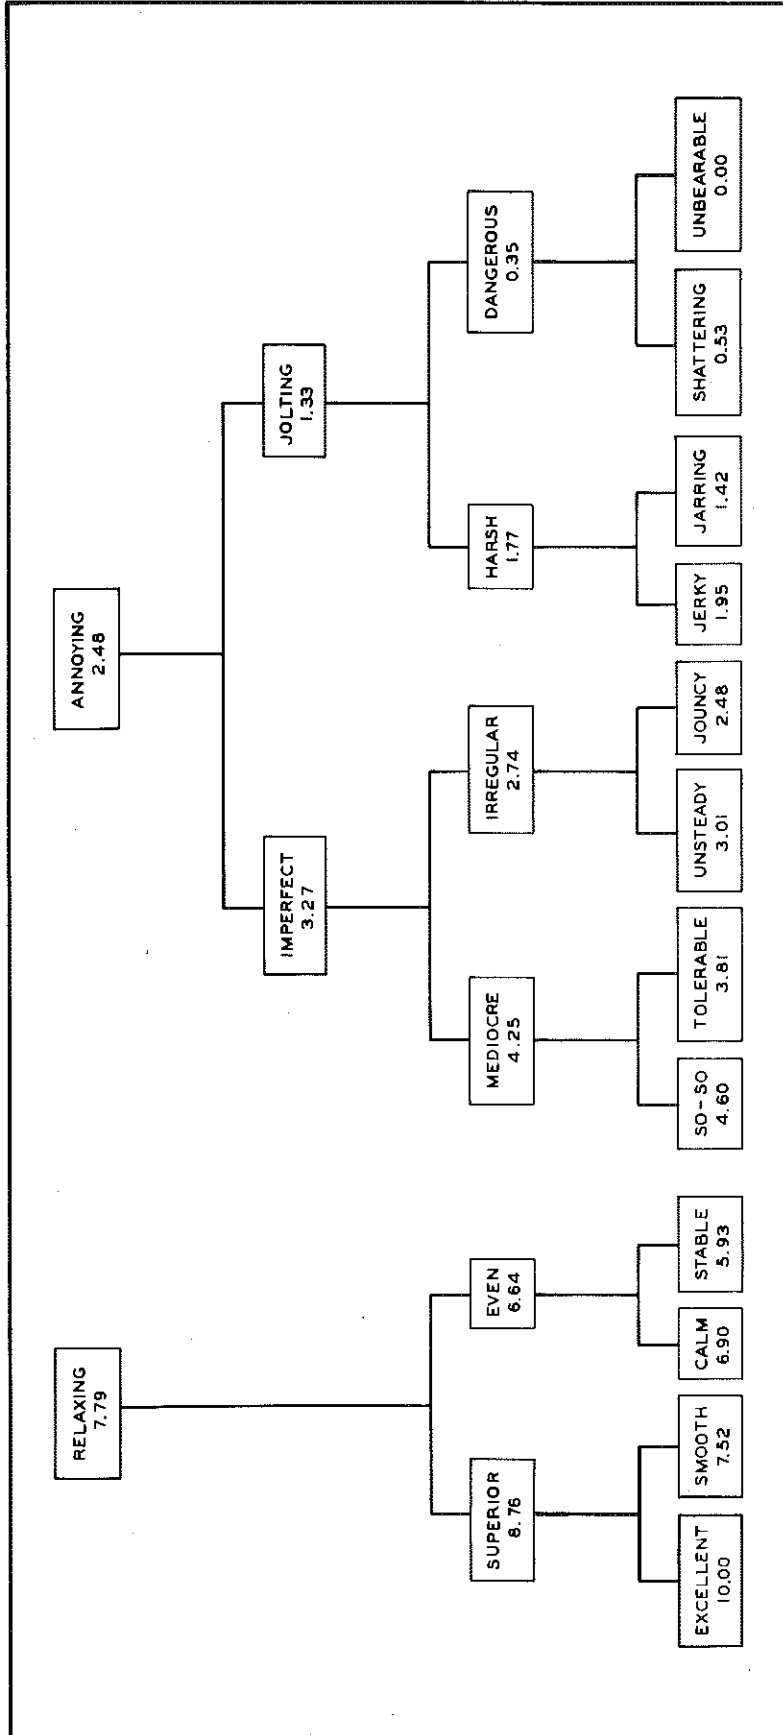 RELAXING
7.79
ANNOYING
2.48
IMPERFECT
3.27
JOLTING
1.33
SUPERIOR
8.76
EVEN
6.64
MEDIOCRE
4.25
IRREGULAR
2.74
HARSH
1.77
DANGEROUS
0.35
EXCELLENT
10.00
SMOOTH
7.52
CALM
6.90
STABLE
5.93
SO-SO
4.60
TOLERABLE
3.81
UNSTEADY
3.01
JOUNCY
2.48
JERKY
1.95
JARRING
1.42
SHATTERING
0.53
UNBEARABLE
0.00